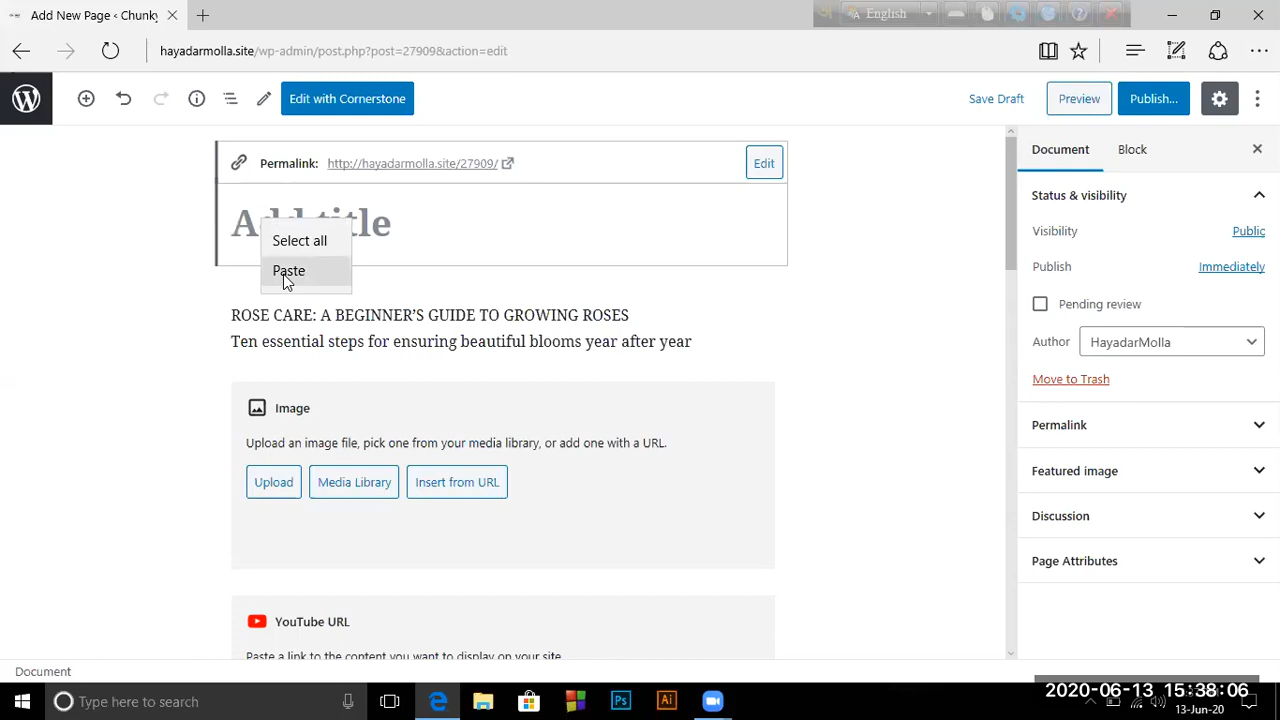 Add New Page ‹ Chunky
English
hayadarmolla.site/wp-admin/post.php?post=27909&action=edit
Edit with Cornerstone
Save Draft
Preview
Publish...
Permalink: http://hayadarmolla.site/27909/
Edit
Add title
Select all
Paste
ROSE CARE: A BEGINNER’S GUIDE TO GROWING ROSES
Ten essential steps for ensuring beautiful blooms year after year
Image
Upload an image file, pick one from your media library, or add one with a URL.
Upload
Media Library
Insert from URL
YouTube URL
Paste a link to the content you want to display on your site.
Document
Block
Status & visibility
Visibility
Public
Publish
Immediately
Pending review
Author
HayadarMolla
Move to Trash
Permalink
Featured image
Discussion
Page Attributes
Document
Type here to search
Ps
Ai
2020-06-13 15:38:06
13-Jun-20